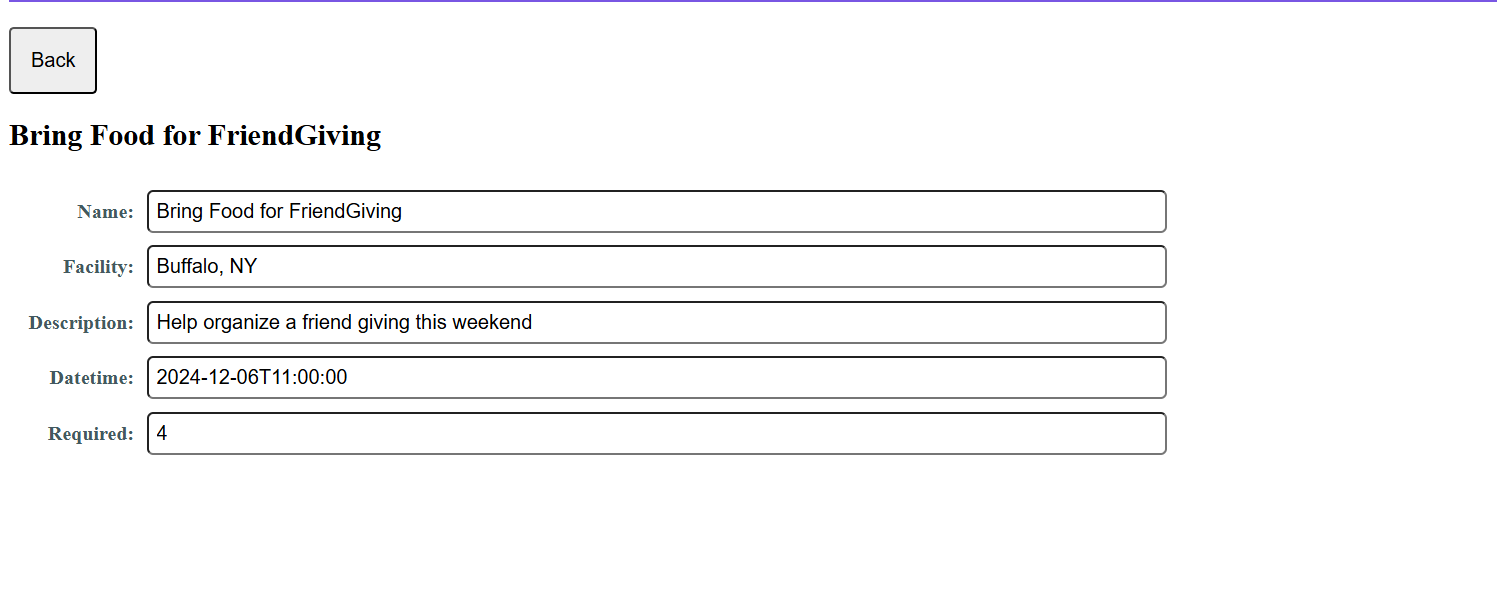 Back
Bring Food for FriendGiving
Name: Bring Food for FriendGiving
Facility: Buffalo, NY
Description: Help organize a friend giving this weekend
Datetime: 2024-12-06T11:00:00
Required: 4